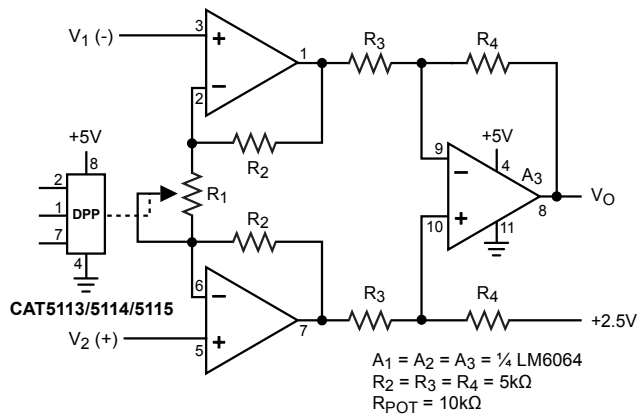 V1 (-)
3
+
1
−
2
R3
R4
R2
+5V
8
2
1
DPP
7
4
R1
+5V
9
−
4
A3
VO
10
+
8
11
R2
CAT5113/5114/5115
6
−
7
V2 (+)
5
+
R3
R4
+2.5V
A1 = A2 = A3 = ¼ LM6064
R2 = R3 = R4 = 5kΩ
RPOT = 10kΩ